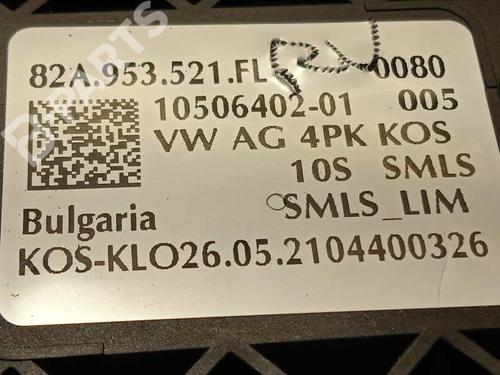 82A.953.521.FL 0080
10506402-01 005
VW AG 4PK KOS
10S SMLS
Bulgaria SMLS_LIM
KOS-KLO26.05.2104400326
PARTS